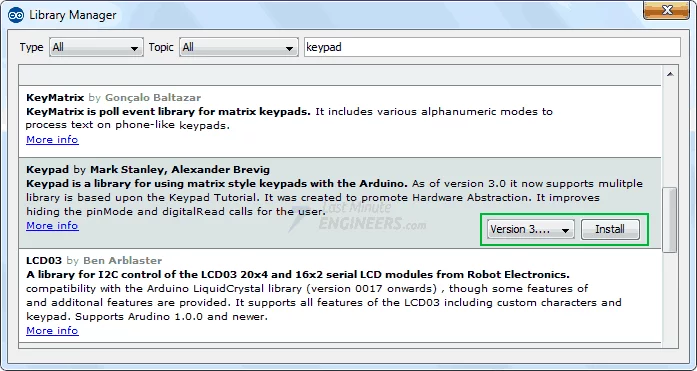 Library Manager
Type All Topic All keypad
KeyMatrix by Gonçalo Baltazar
KeyMatrix is poll event library for matrix keypads. It includes various alphanumeric modes to
process text on phone-like keypads.
More info
Keypad by Mark Stanley, Alexander Brevig
Keypad is a library for using matrix style keypads with the Arduino. As of version 3.0 it now supports mulitple
library is based upon the Keypad Tutorial. It was created to promote Hardware Abstraction. It improves
hiding the pinMode and digitalRead calls for the user.
More info
Last Minute
ENGINEERS.com
Version 3.... Install
LCD03 by Ben Arblaster
A library for I2C control of the LCD03 20x4 and 16x2 serial LCD modules from Robot Electronics.
compatibility with the Arduino LiquidCrystal library (version 0017 onwards) , though some features of
and additonal features are provided. It supports all features of the LCD03 including custom characters and
keypad. Supports Arudino 1.0.0 and newer.
More info